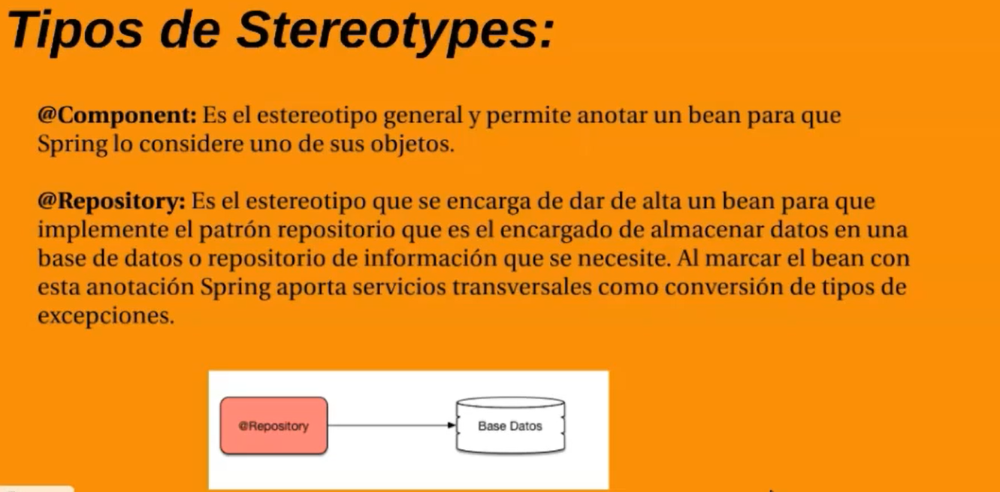 Tipos de Stereotypes:
@Component: Es el estereotipo general y permite anotar un bean para que
Spring lo considere uno de sus objetos.
@Repository: Es el estereotipo que se encarga de dar de alta un bean para que
implemente el patrón repositorio que es el encargado de almacenar datos en una
base de datos o repositorio de información que se necesite. Al marcar el bean con
esta anotación Spring aporta servicios transversales como conversión de tipos de
excepciones.
@Repository
Base Datos